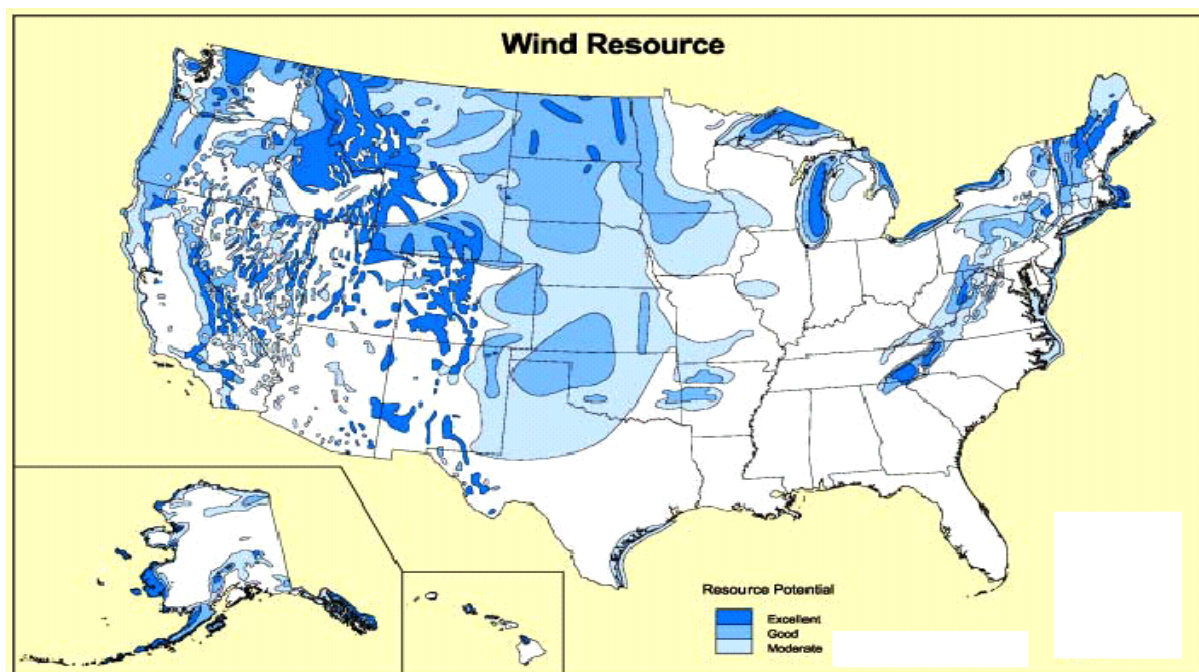 Wind Resource
Resource Potential
Excellent
Good
Moderate